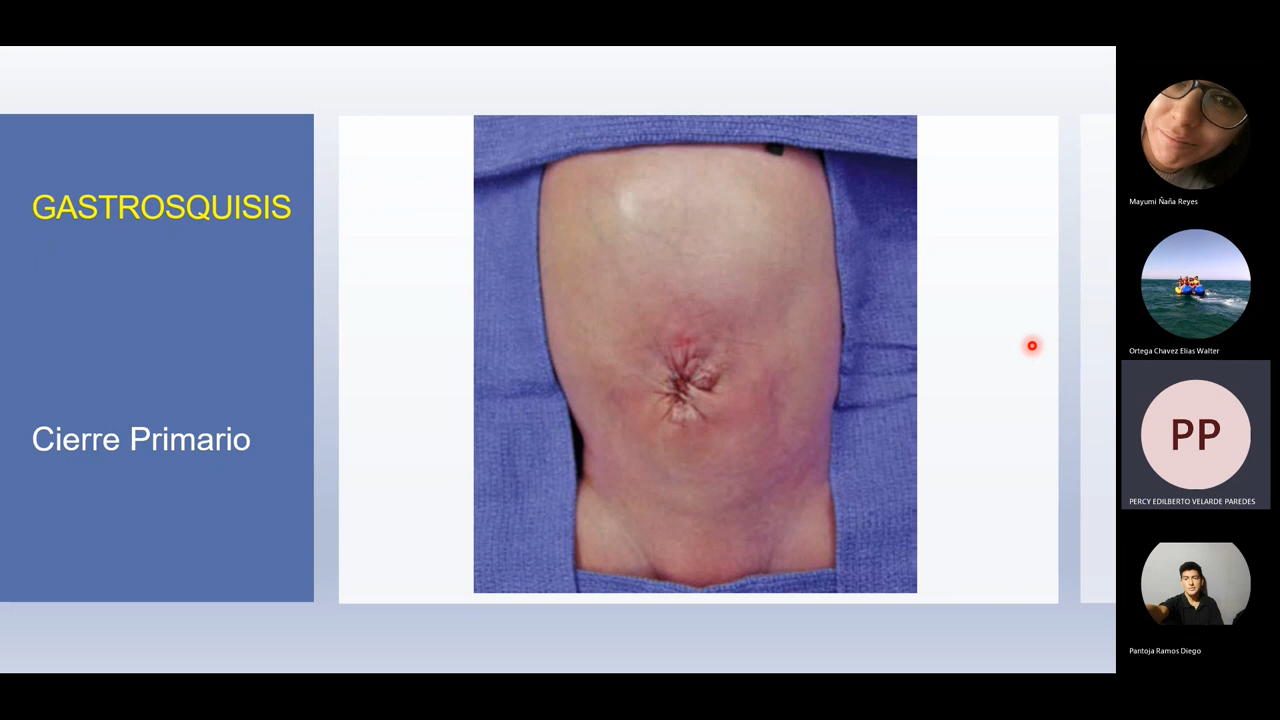 GASTROSQUISIS
Cierre Primario
Mayumi Ñaña Reyes
Ortega Chavez Elias Walter
PP
PERCY EDILBERTO VELARDE PAREDES
Pantoja Ramos Diego